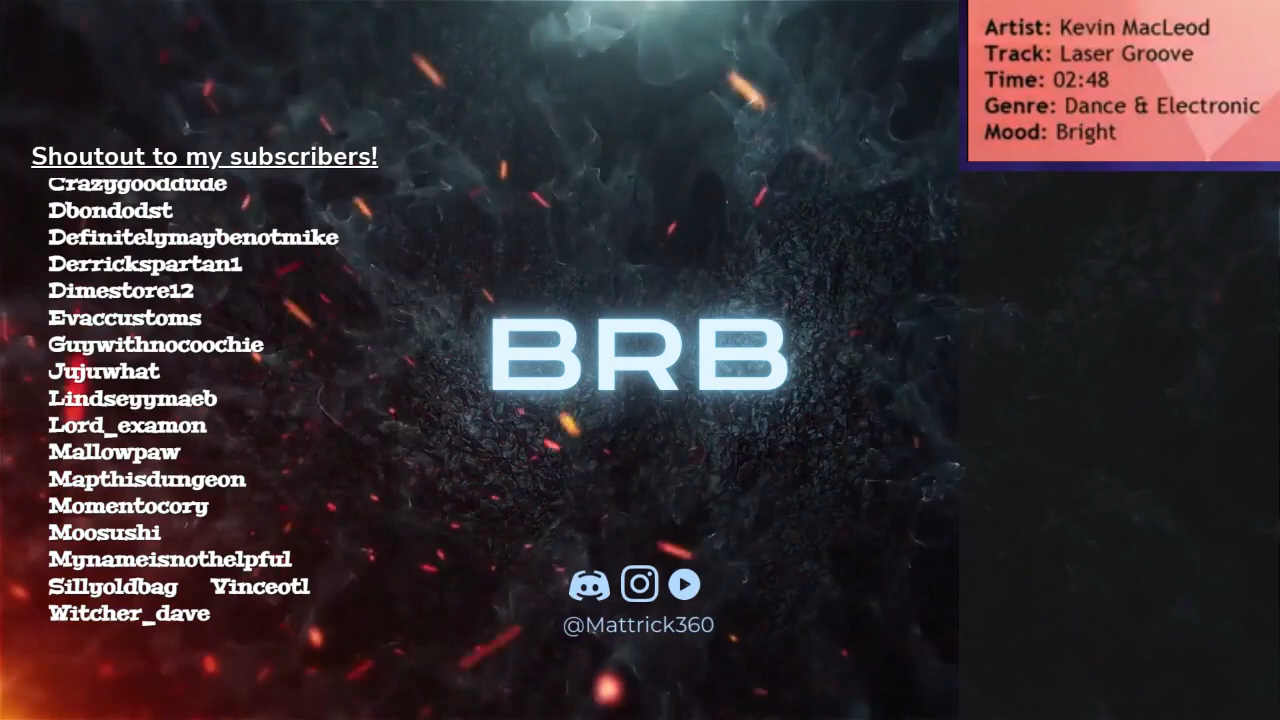 Artist: Kevin MacLeod
Track: Laser Groove
Time: 02:48
Genre: Dance & Electronic
Mood: Bright
Shoutout to my subscribers!
Crazygooddude
Dbondodst
Definitelymaybenotmike
Derrickspartan1
Dimestore12
Evaccustoms
Guywithnocoochie
Jujuwhat
Lindseyymaeb
Lord_examon
Mallowpaw
Mapthisdungeon
Momentocory
Moosushi
Mynameisnothelpful
Sillyoldbag Vinceotl
Witcher_dave
BRB
@Mattrick360